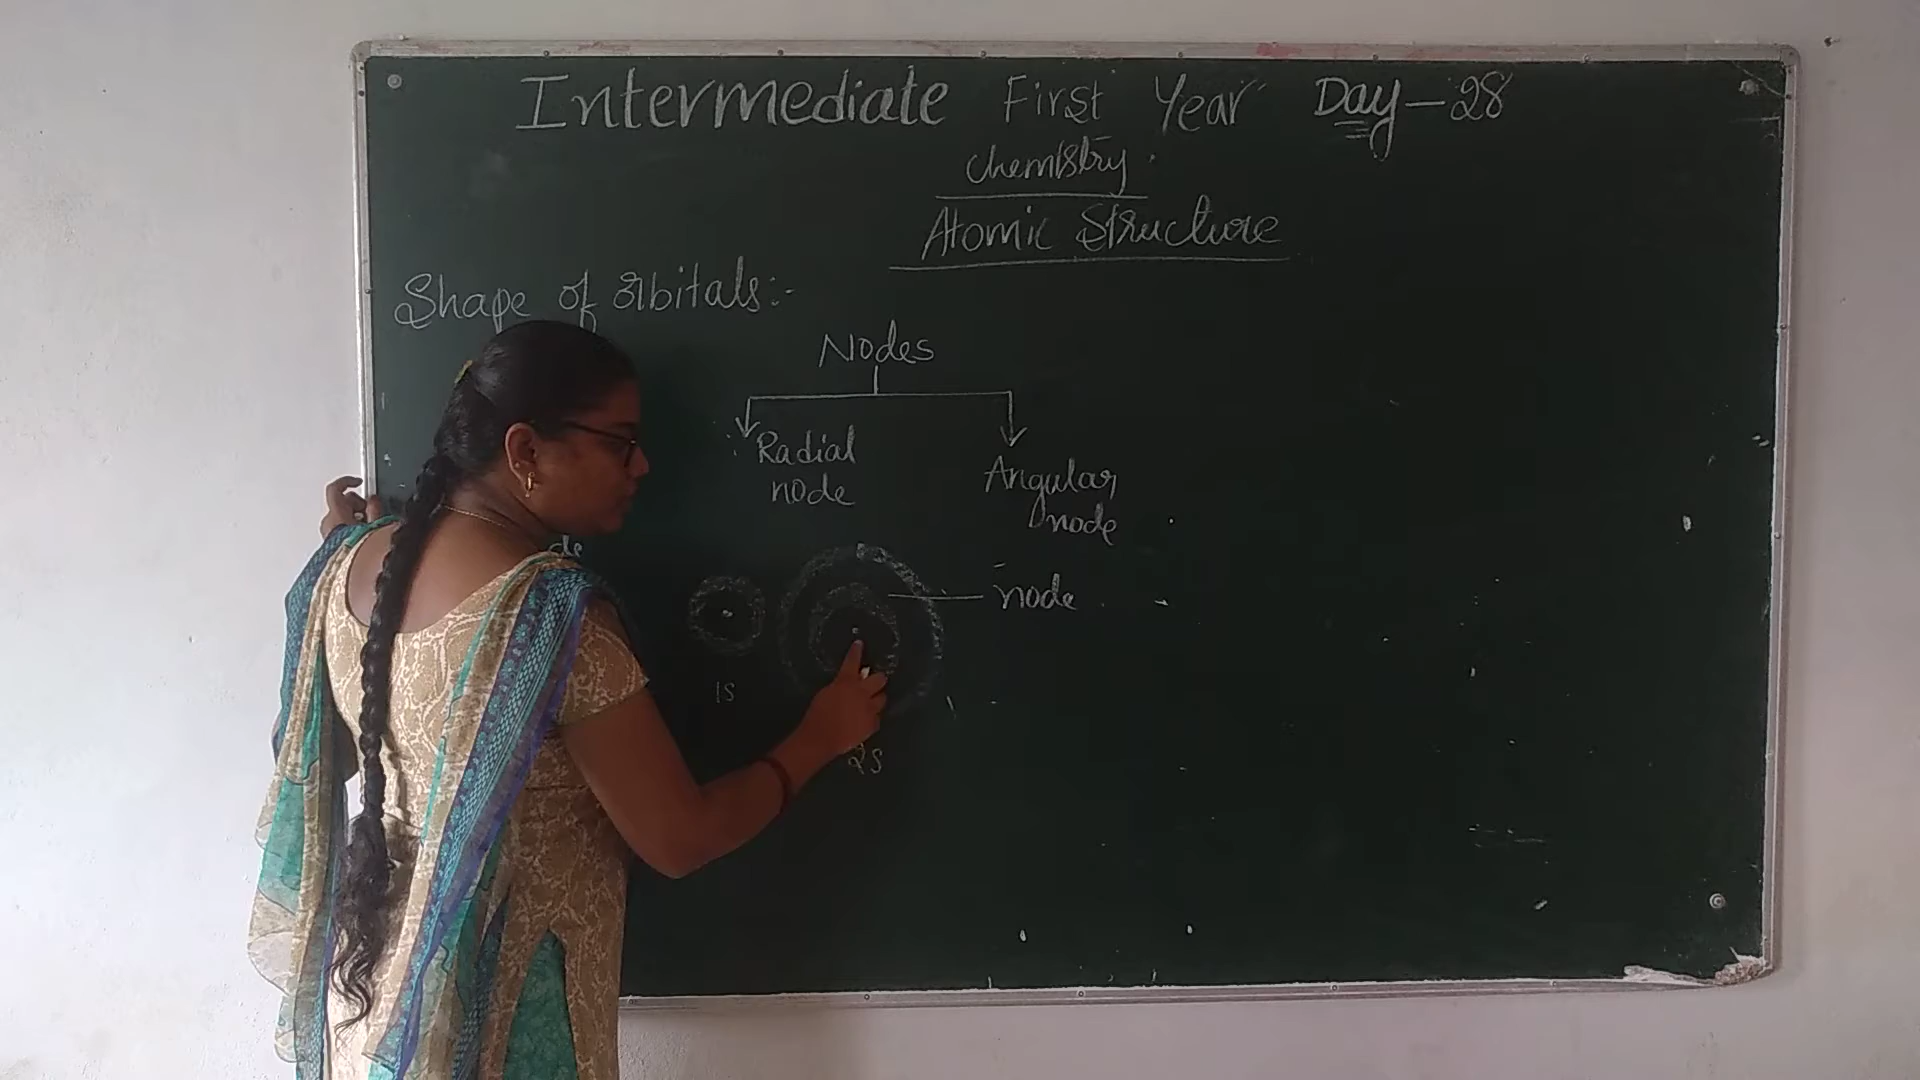 Intermediate First Year Day-28
Chemistry
Atomic Structure
Shape of orbitals:-
Nodes
Radial
node
Angular
node
de
node
1S
2S